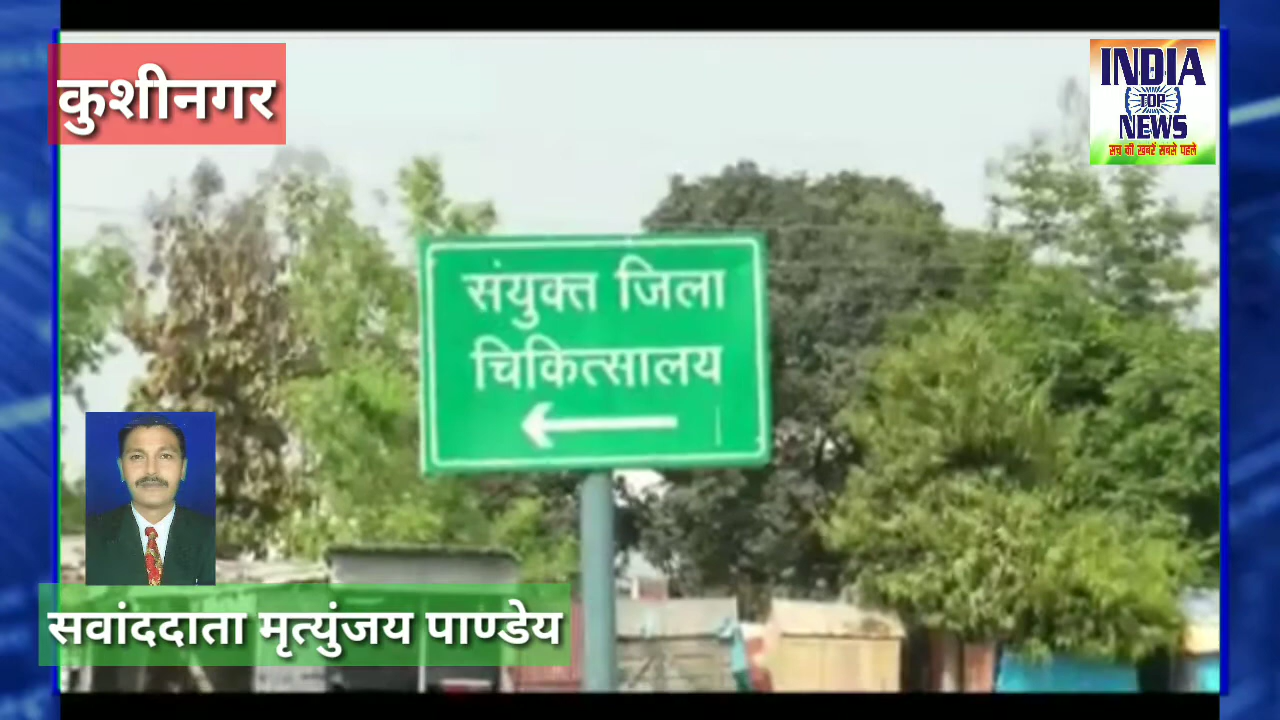 कुशीनगर
INDIA
TOP
NEWS
सच की खबरें सबसे पहले
संयुक्त जिला
चिकित्सालय
सवांददाता मृत्युंजय पाण्डेय